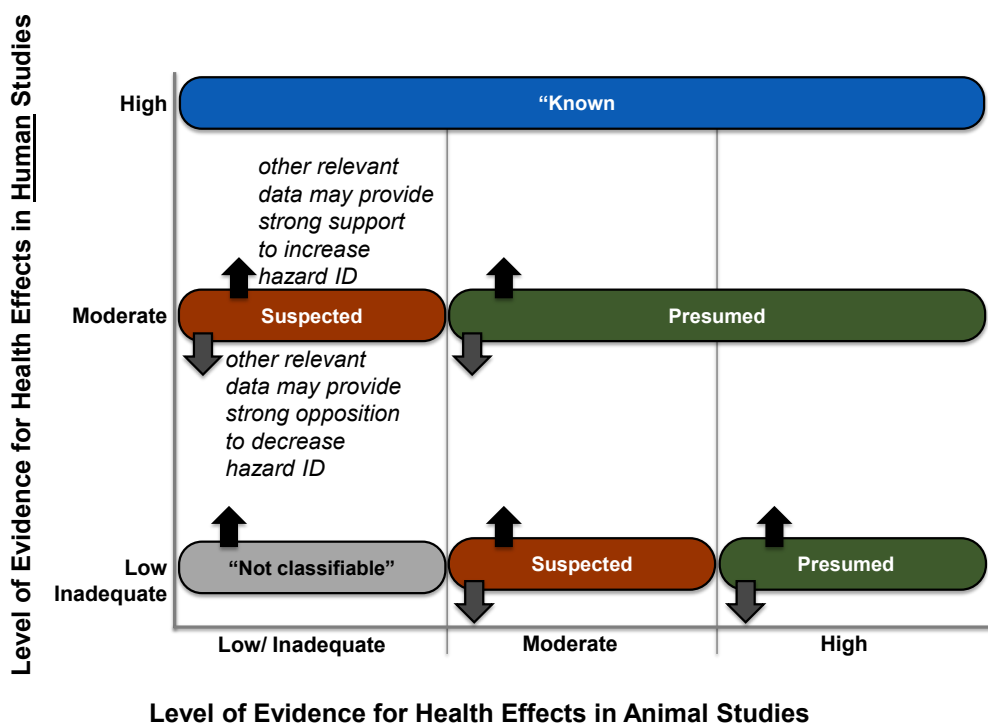 Level of Evidence for Health Effects in Human Studies
High
“Known
other relevant
data may provide
strong support
to increase
hazard ID
Moderate
Suspected
Presumed
other relevant
data may provide
strong opposition
to decrease
hazard ID
Low
Inadequate
“Not classifiable”
Suspected
Presumed
Low/ Inadequate
Moderate
High
Level of Evidence for Health Effects in Animal Studies